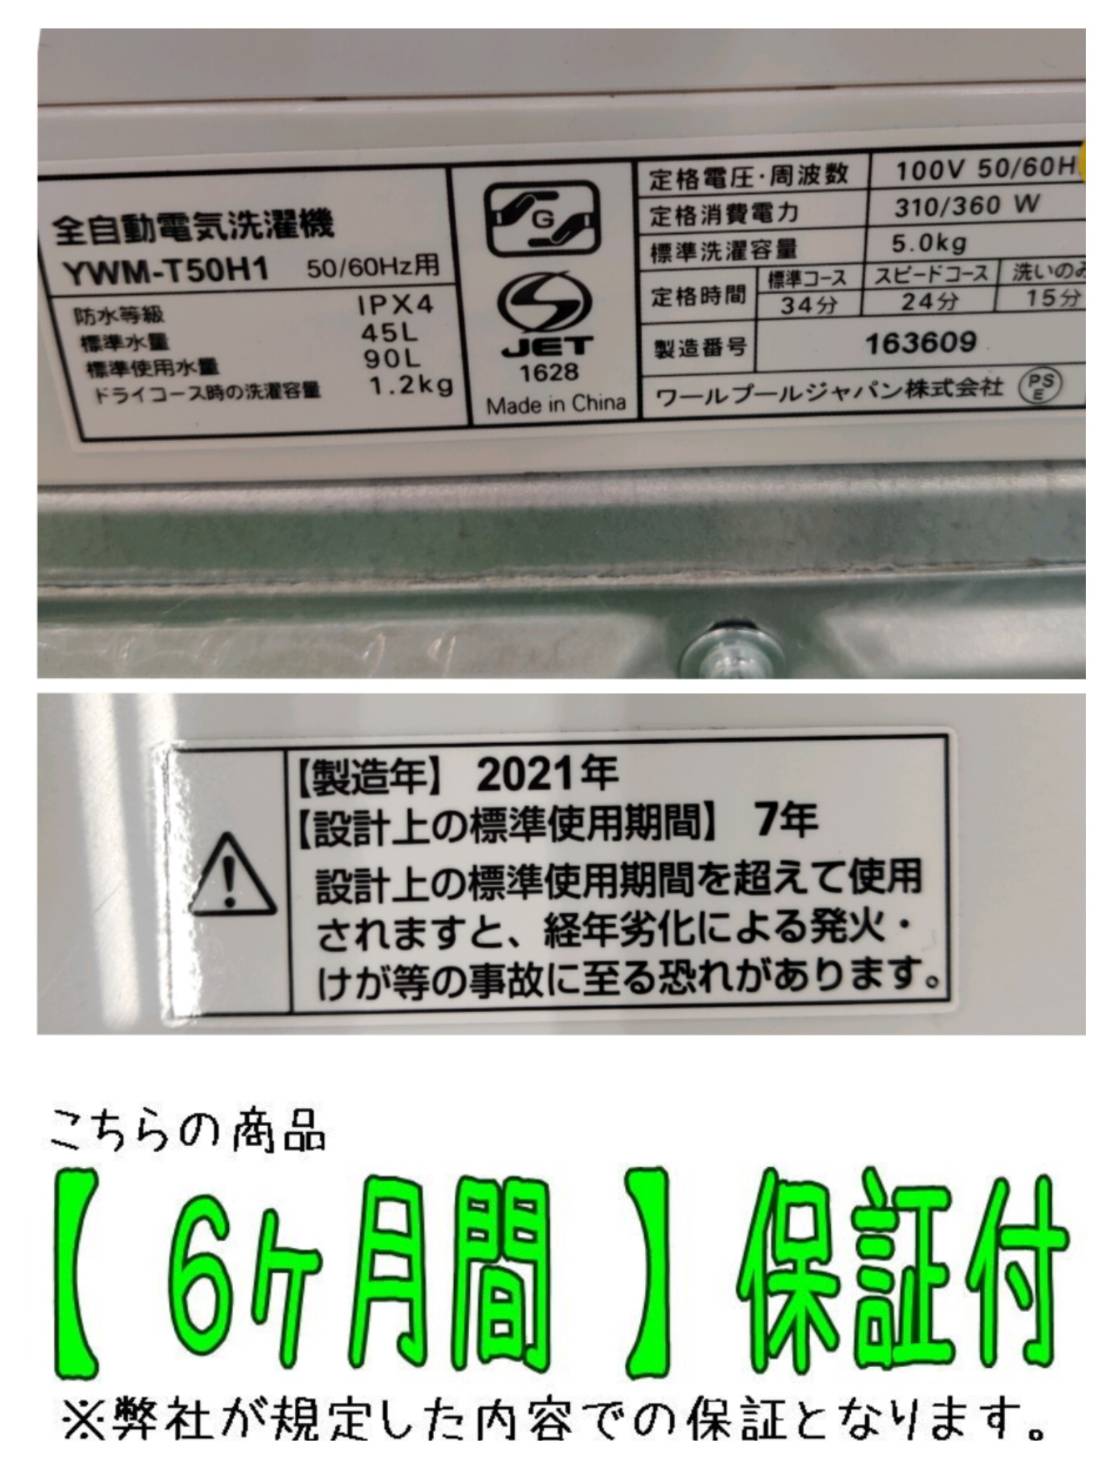 全自動電気洗濯機
YWM-T50H1 50/60Hz用
防水等級 IPX4
標準水量 45L
標準使用水量 90L
ドライコース時の洗濯容量 1.2kg
G
JET
1628
Made in China
定格電圧・周波数 100V 50/60H
定格消費電力 310/360 W
標準洗濯容量 5.0kg
定格時間 標準コース スピードコース 洗いのみ
34分 24分 15分
製造番号 163609
ワールプールジャパン株式会社 PSE
【製造年】 2021年
【設計上の標準使用期間】 7年
設計上の標準使用期間を超えて使用
されますと、経年劣化による発火・
けが等の事故に至る恐れがあります。
こちらの商品
【 6ヶ月間 】保証付
※弊社が規定した内容での保証となります。